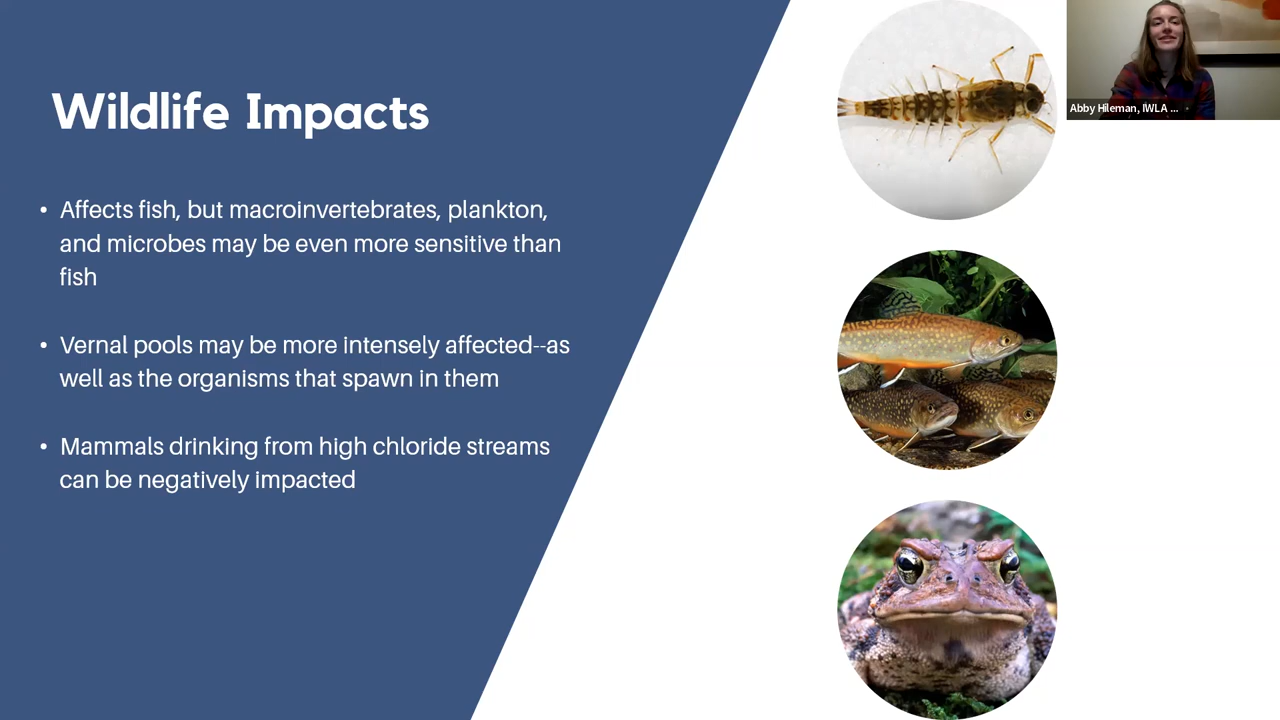 Wildlife Impacts
• Affects fish, but macroinvertebrates, plankton,
and microbes may be even more sensitive than
fish
• Vernal pools may be more intensely affected--as
well as the organisms that spawn in them
• Mammals drinking from high chloride streams
can be negatively impacted
Abby Hileman, IWLA ...